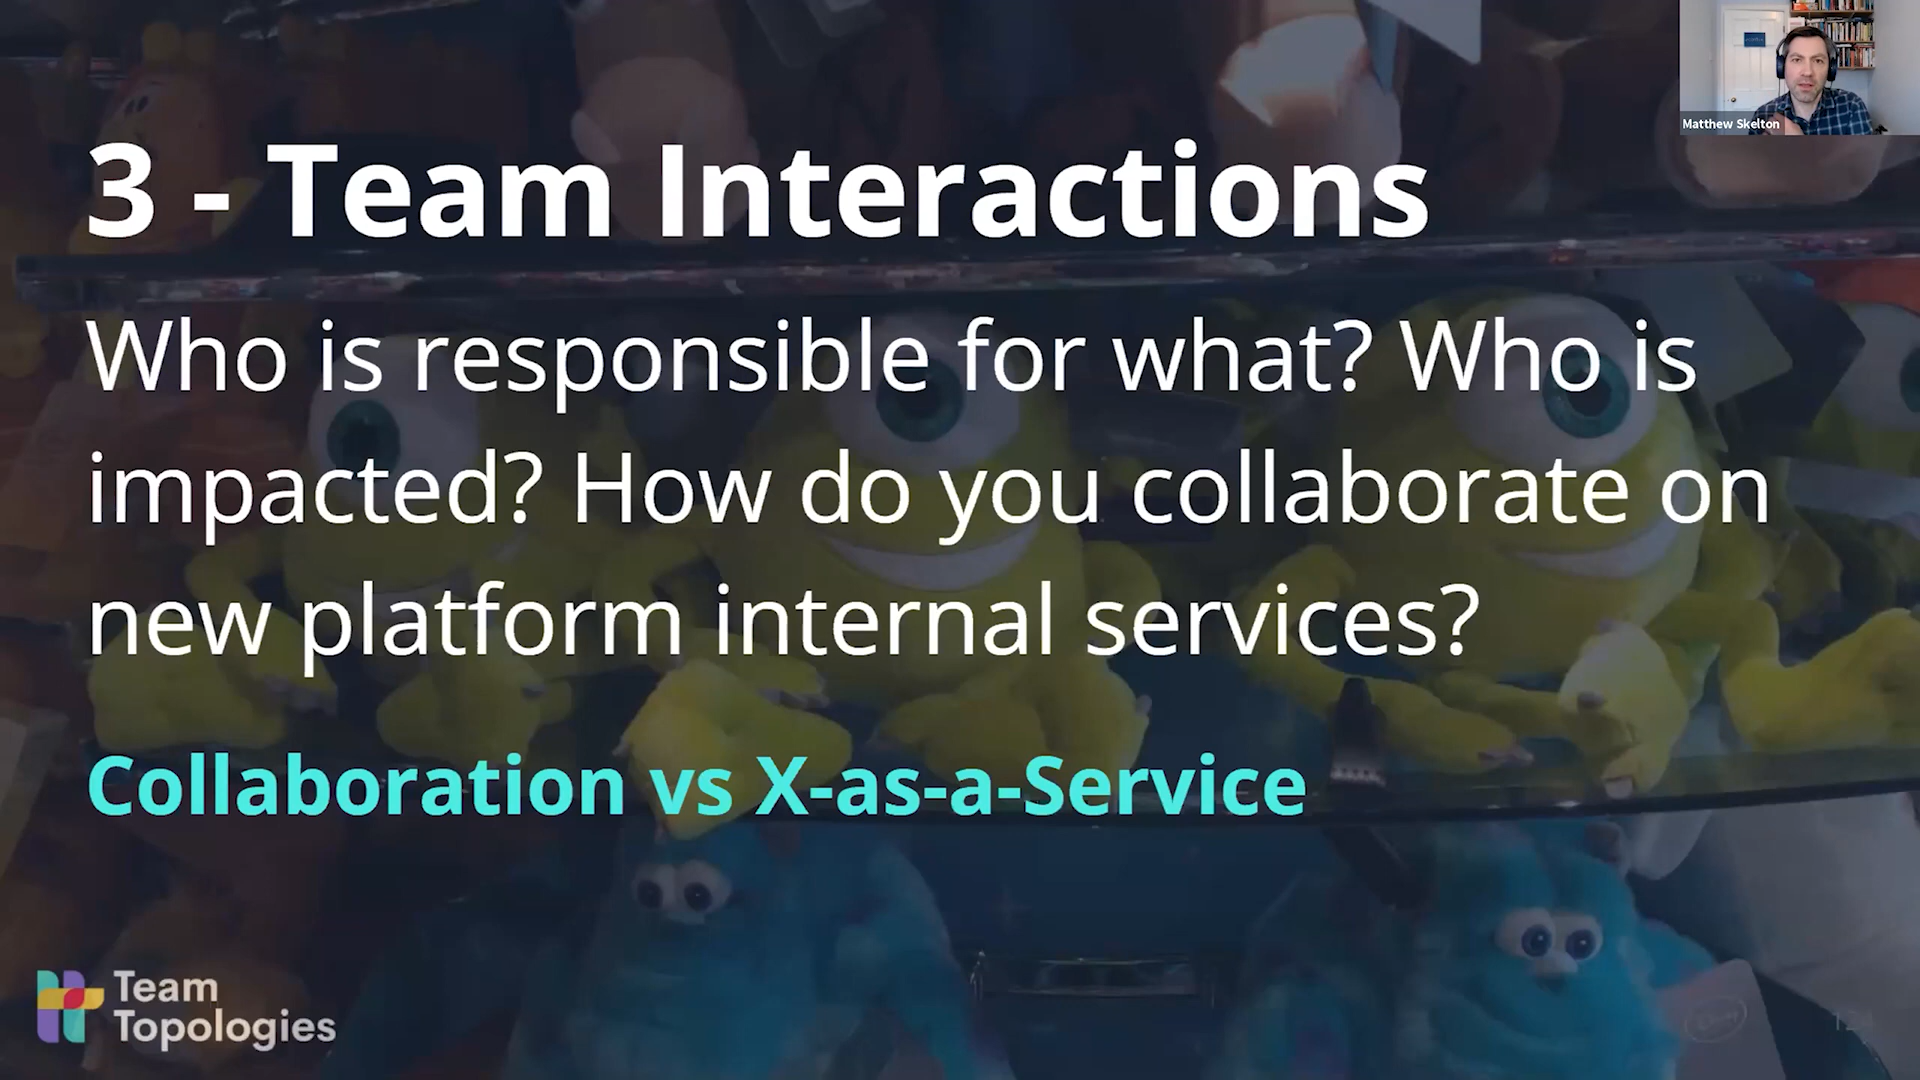 Matthew Skelton
3 - Team Interactions
Who is responsible for what? Who is
impacted? How do you collaborate on
new platform internal services?
Collaboration vs X-as-a-Service
Team
Topologies